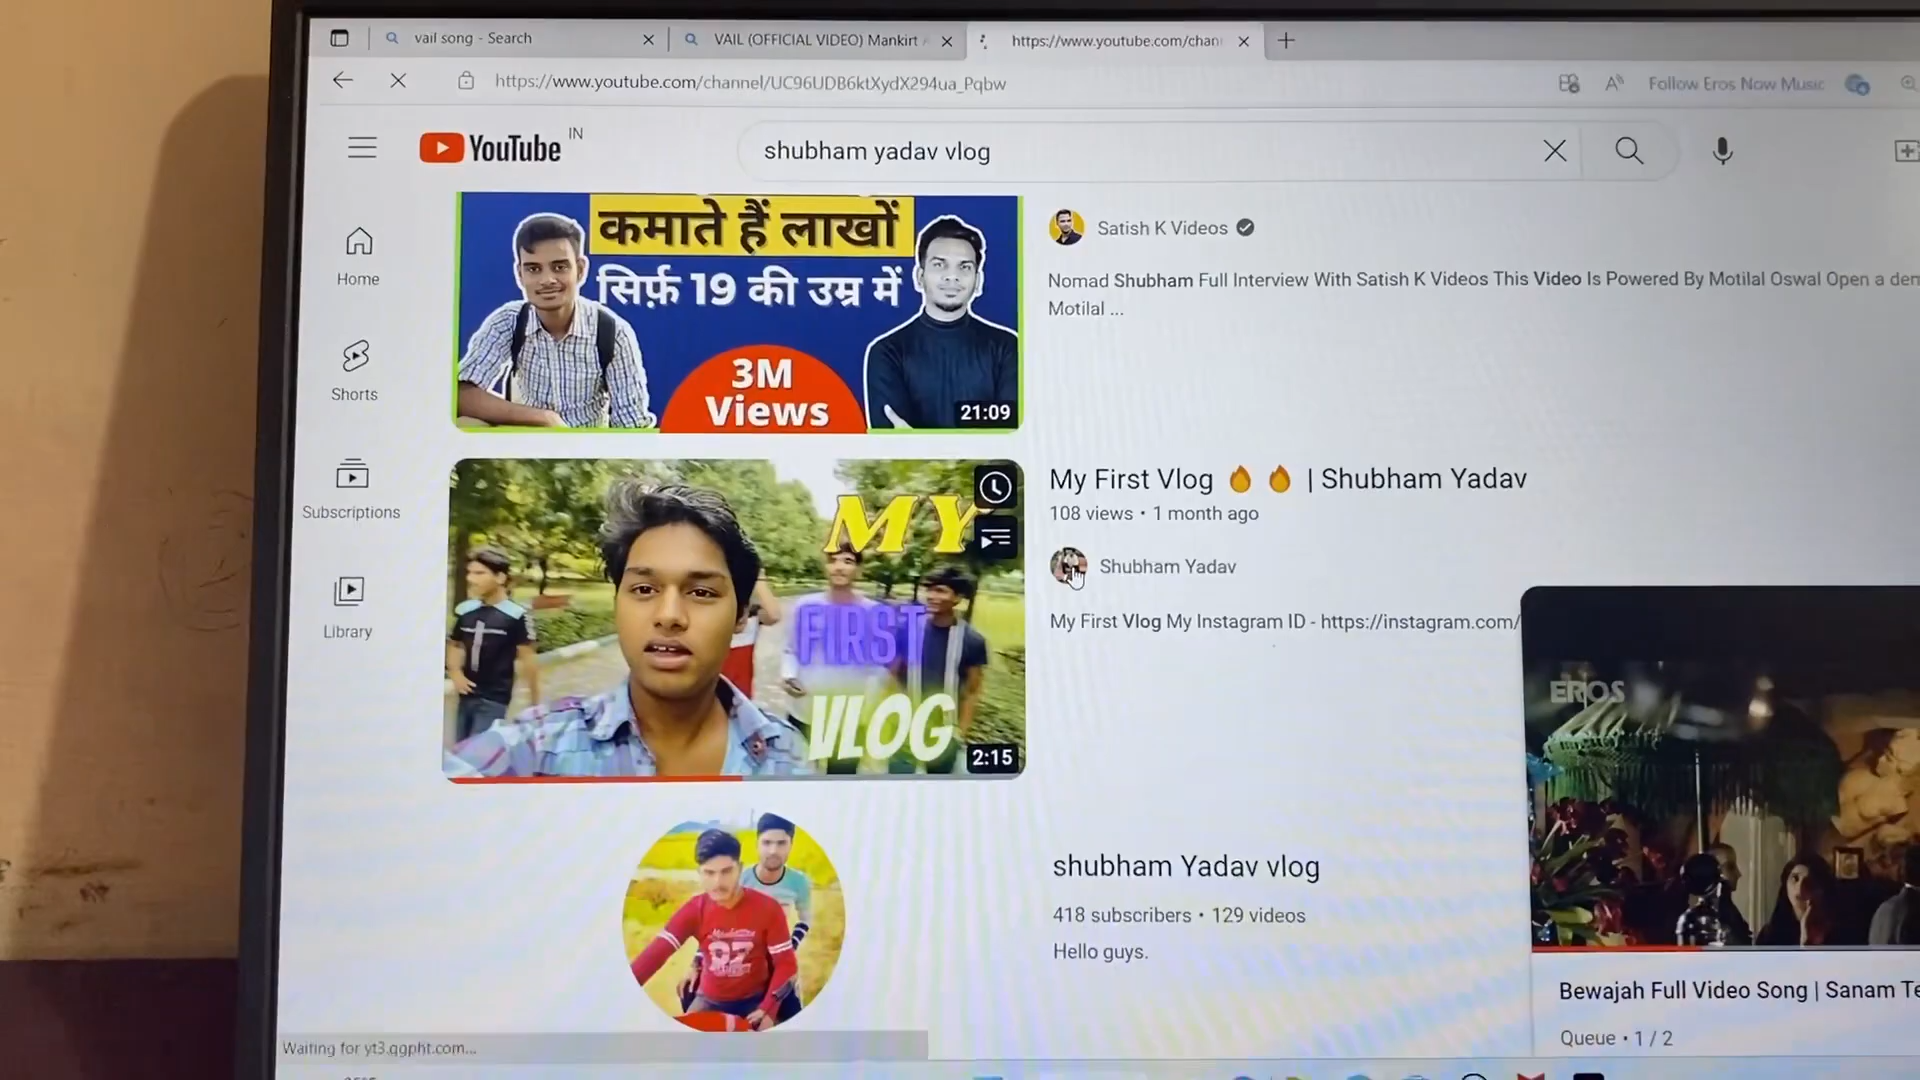 vail song - Search
VAIL (OFFICIAL VIDEO) Mankirt
https://www.youtube.com/chan
https://www.youtube.com/channel/UC96UDB6ktXydX294ua_Pqbw
Follow Eros Now Music
YouTube IN
shubham yadav vlog
Home
Shorts
Subscriptions
Library
कमाते हैं लाखों
सिर्फ़ 19 की उम्र में
3M
Views
21:09
Satish K Videos
Nomad Shubham Full Interview With Satish K Videos This Video Is Powered By Motilal Oswal Open a dem
Motilal ...
MY
FIRST
VLOG
2:15
My First Vlog 🔥 🔥 | Shubham Yadav
108 views • 1 month ago
Shubham Yadav
My First Vlog My Instagram ID - https://instagram.com/
EROS
shubham Yadav vlog
418 subscribers • 129 videos
Hello guys.
Bewajah Full Video Song | Sanam Te
Queue • 1 / 2
Waiting for yt3.ggpht.com...